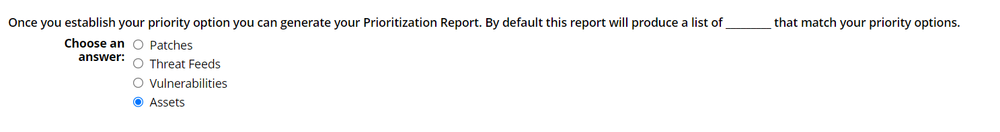 Once you establish your priority option you can generate your Prioritization Report. By default this report will produce a list of ________ that match your priority options.
Choose an answer:
Patches
Threat Feeds
Vulnerabilities
Assets